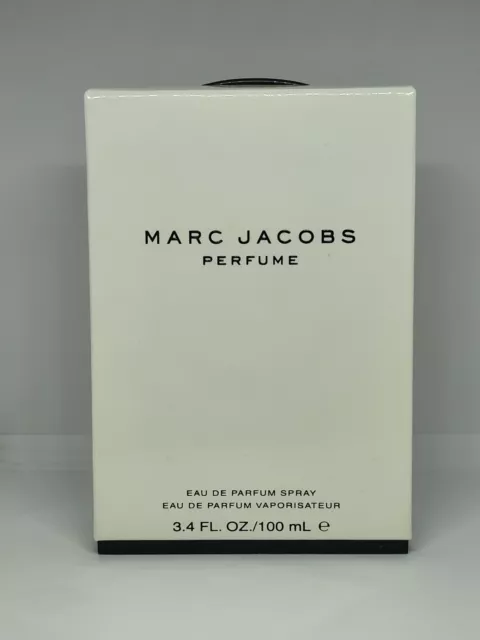 MARC JACOBS
PERFUME
EAU DE PARFUM SPRAY
EAU DE PARFUM VAPORISATEUR
3.4 FL. OZ./100 mL ℮